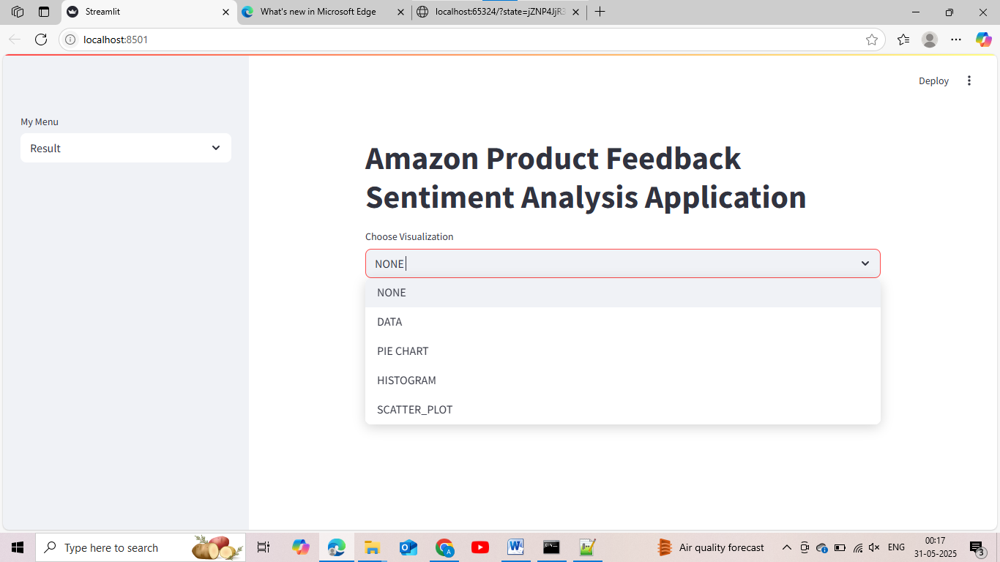 Streamlit
What's new in Microsoft Edge
localhost:65324/?state=jZNP4JjR3
localhost:8501
Deploy
My Menu
Result
Amazon Product Feedback
Sentiment Analysis Application
Choose Visualization
NONE
NONE
DATA
PIE CHART
HISTOGRAM
SCATTER_PLOT
Type here to search
Air quality forecast
ENG
00:17
31-05-2025
3